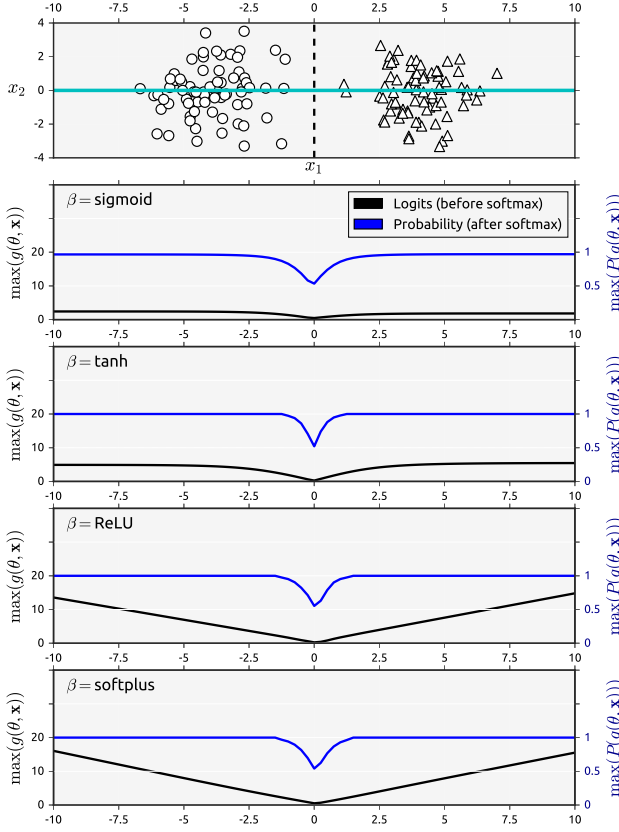 -10 -7.5 -5 -2.5 0 2.5 5 7.5 10
4
2
0
-2
-4
x₂
x₁
β = sigmoid
Logits (before softmax)
Probability (after softmax)
max(g(θ, x))
20
10
0
1
0.5
max(P(g(θ, x)))
-10 -7.5 -5 -2.5 0 2.5 5 7.5 10
β = tanh
max(g(θ, x))
20
10
0
1
0.5
0
max(P(g(θ, x)))
-10 -7.5 -5 -2.5 0 2.5 5 7.5 10
β = ReLU
max(g(θ, x))
20
10
0
1
0.5
0
max(P(g(θ, x)))
-10 -7.5 -5 -2.5 0 2.5 5 7.5 10
β = softplus
max(g(θ, x))
20
10
0
1
0.5
0
max(P(g(θ, x)))
-10 -7.5 -5 -2.5 0 2.5 5 7.5 10